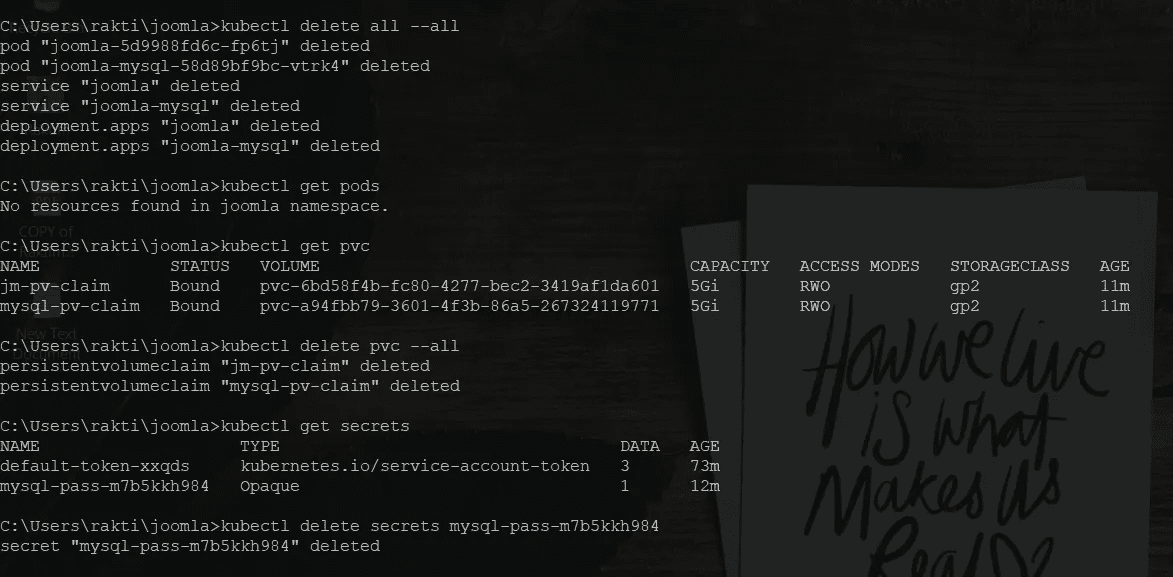 C:\Users\rakti\joomla>kubectl delete all --all
pod "joomla-5d9988fd6c-fp6tj" deleted
pod "joomla-mysql-58d89bf9bc-vtrk4" deleted
service "joomla" deleted
service "joomla-mysql" deleted
deployment.apps "joomla" deleted
deployment.apps "joomla-mysql" deleted
C:\Users\rakti\joomla>kubectl get pods
No resources found in joomla namespace.
COPY of
C:\Users\rakti\joomla>kubectl get pvc
NAME STATUS VOLUME CAPACITY ACCESS MODES STORAGECLASS AGE
jm-pv-claim Bound pvc-6bd58f4b-fc80-4277-bec2-3419af1da601 5Gi RWO gp2 11m
mysql-pv-claim Bound pvc-a94fbb79-3601-4f3b-86a5-267324119771 5Gi RWO gp2 11m
New Text
Document
C:\Users\rakti\joomla>kubectl delete pvc --all
persistentvolumeclaim "jm-pv-claim" deleted
persistentvolumeclaim "mysql-pv-claim" deleted
C:\Users\rakti\joomla>kubectl get secrets
NAME TYPE DATA AGE
default-token-xxqds kubernetes.io/service-account-token 3 73m
mysql-pass-m7b5kkh984 Opaque 1 12m
C:\Users\rakti\joomla>kubectl delete secrets mysql-pass-m7b5kkh984
secret "mysql-pass-m7b5kkh984" deleted
How we live
is what
Makes us
Real?